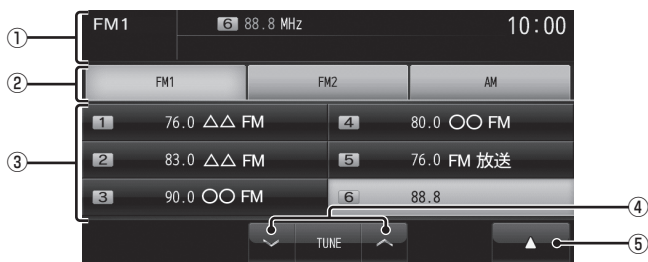 FM1 6 88.8 MHz 10:00
①
② FM1 FM2 AM
1 76.0 △△ FM 4 80.0 ○○ FM
③ 2 83.0 △△ FM 5 76.0 FM 放送
3 90.0 ○○ FM 6 88.8
④
TUNE ⑤